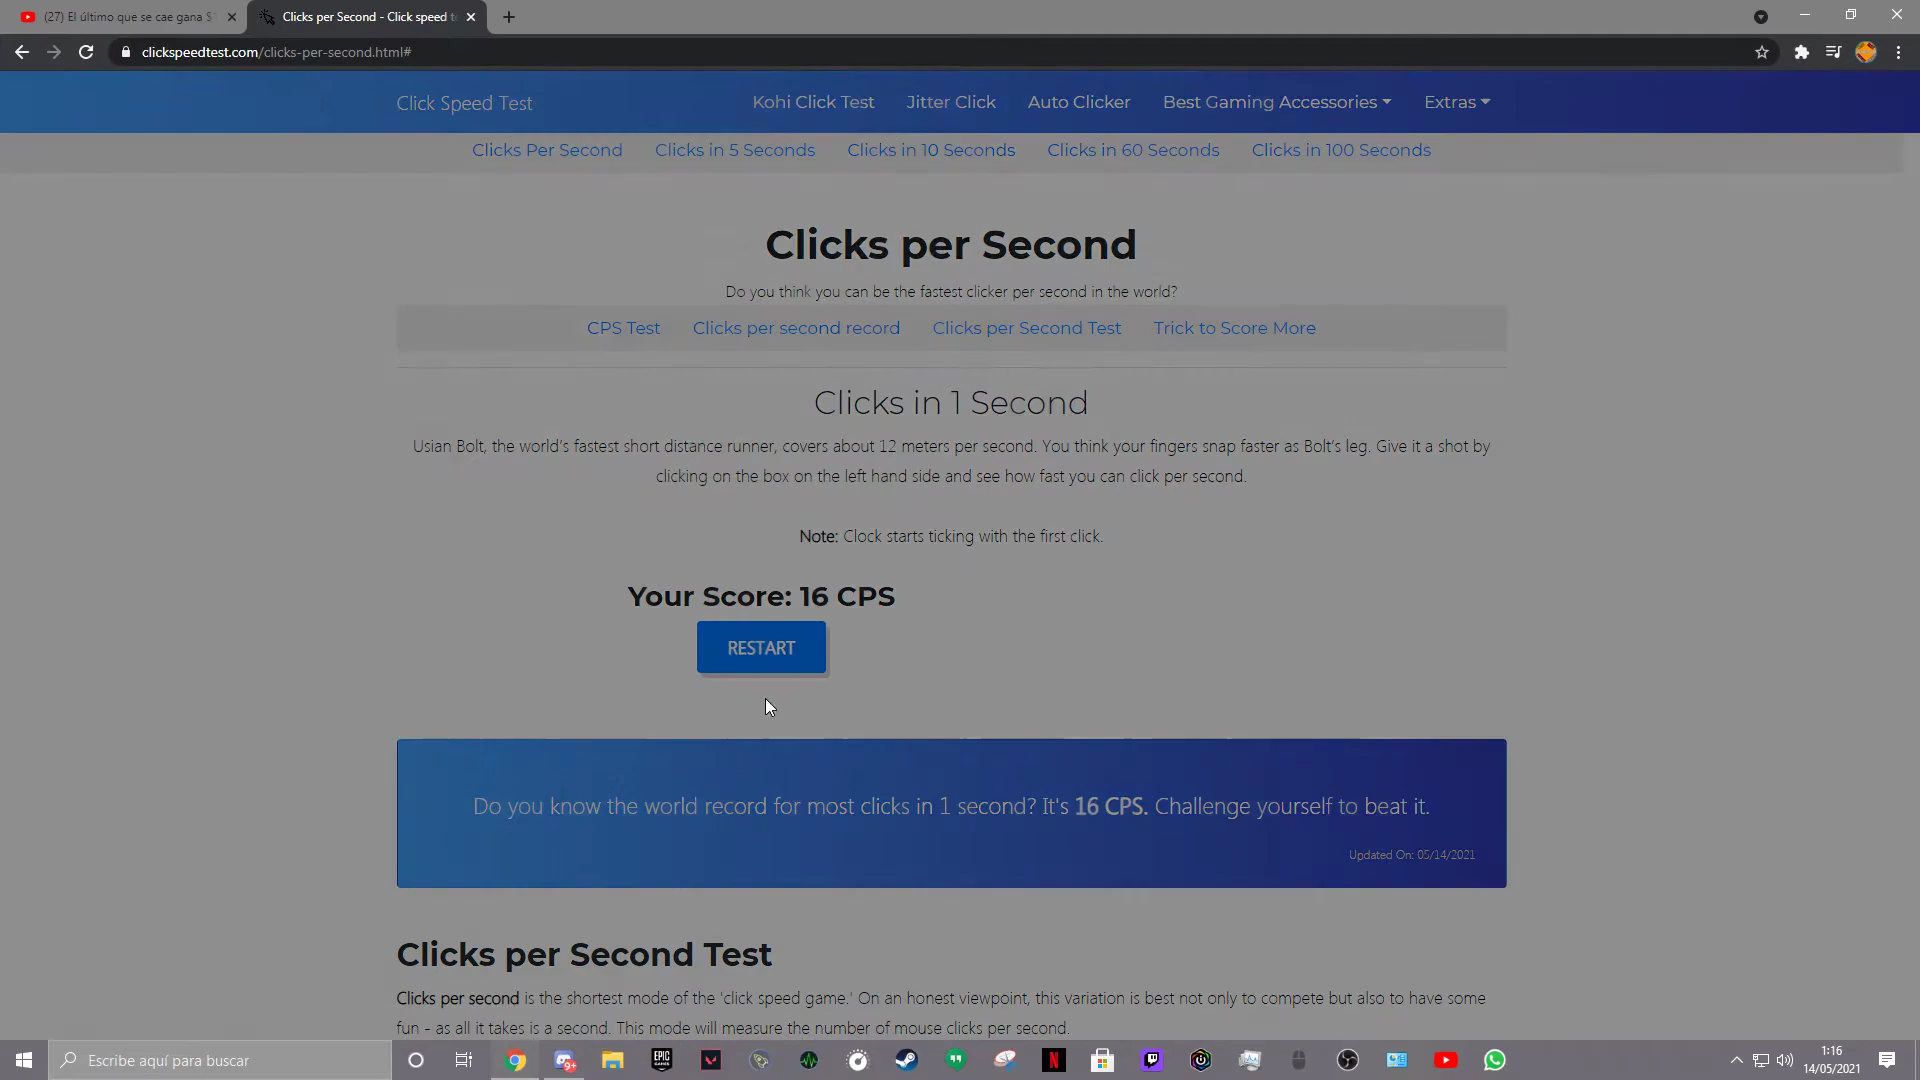 (27) El último que se cae gana $
Clicks per Second - Click speed te
clickspeedtest.com/clicks-per-second.html#
Click Speed Test
Kohi Click Test
Jitter Click
Auto Clicker
Best Gaming Accessories
Extras
Clicks Per Second
Clicks in 5 Seconds
Clicks in 10 Seconds
Clicks in 60 Seconds
Clicks in 100 Seconds
Clicks per Second
Do you think you can be the fastest clicker per second in the world?
CPS Test
Clicks per second record
Clicks per Second Test
Trick to Score More
Clicks in 1 Second
Usian Bolt, the world's fastest short distance runner, covers about 12 meters per second. You think your fingers snap faster as Bolt's leg. Give it a shot by
clicking on the box on the left hand side and see how fast you can click per second.
Note: Clock starts ticking with the first click.
Your Score: 16 CPS
RESTART
Do you know the world record for most clicks in 1 second? It's 16 CPS. Challenge yourself to beat it.
Updated On: 05/14/2021
Clicks per Second Test
Clicks per second is the shortest mode of the 'click speed game.' On an honest viewpoint, this variation is best not only to compete but also to have some
fun - as all it takes is a second. This mode will measure the number of mouse clicks per second.
Escribe aquí para buscar
9+
EPIC
GAMES
N
1:16
14/05/2021